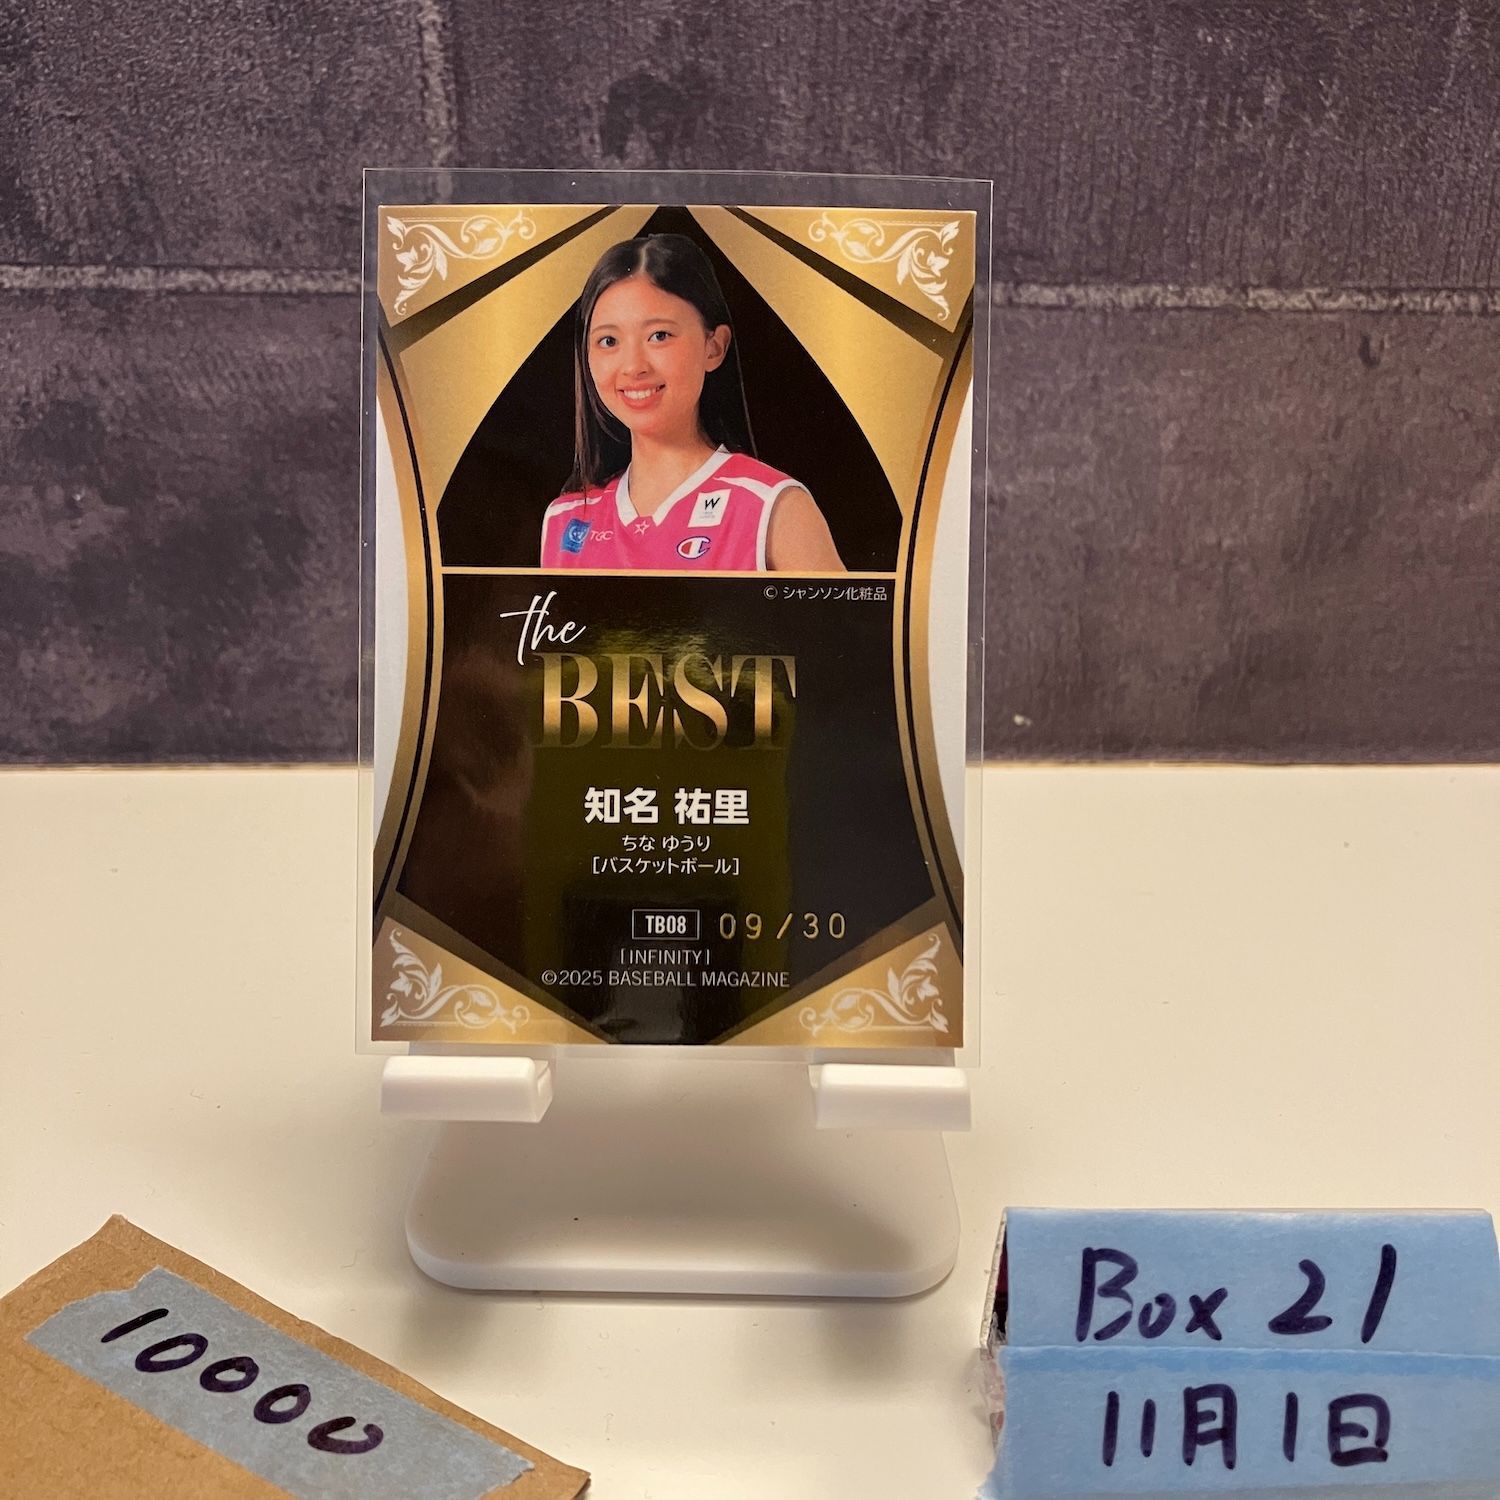 W
TGC
© シャンソン化粧品
the
BEST
知名 祐里
ちな ゆうり
[バスケットボール]
TB08 09/30
[INFINITY]
©2025 BASEBALL MAGAZINE
10000
Box 21
11月1日